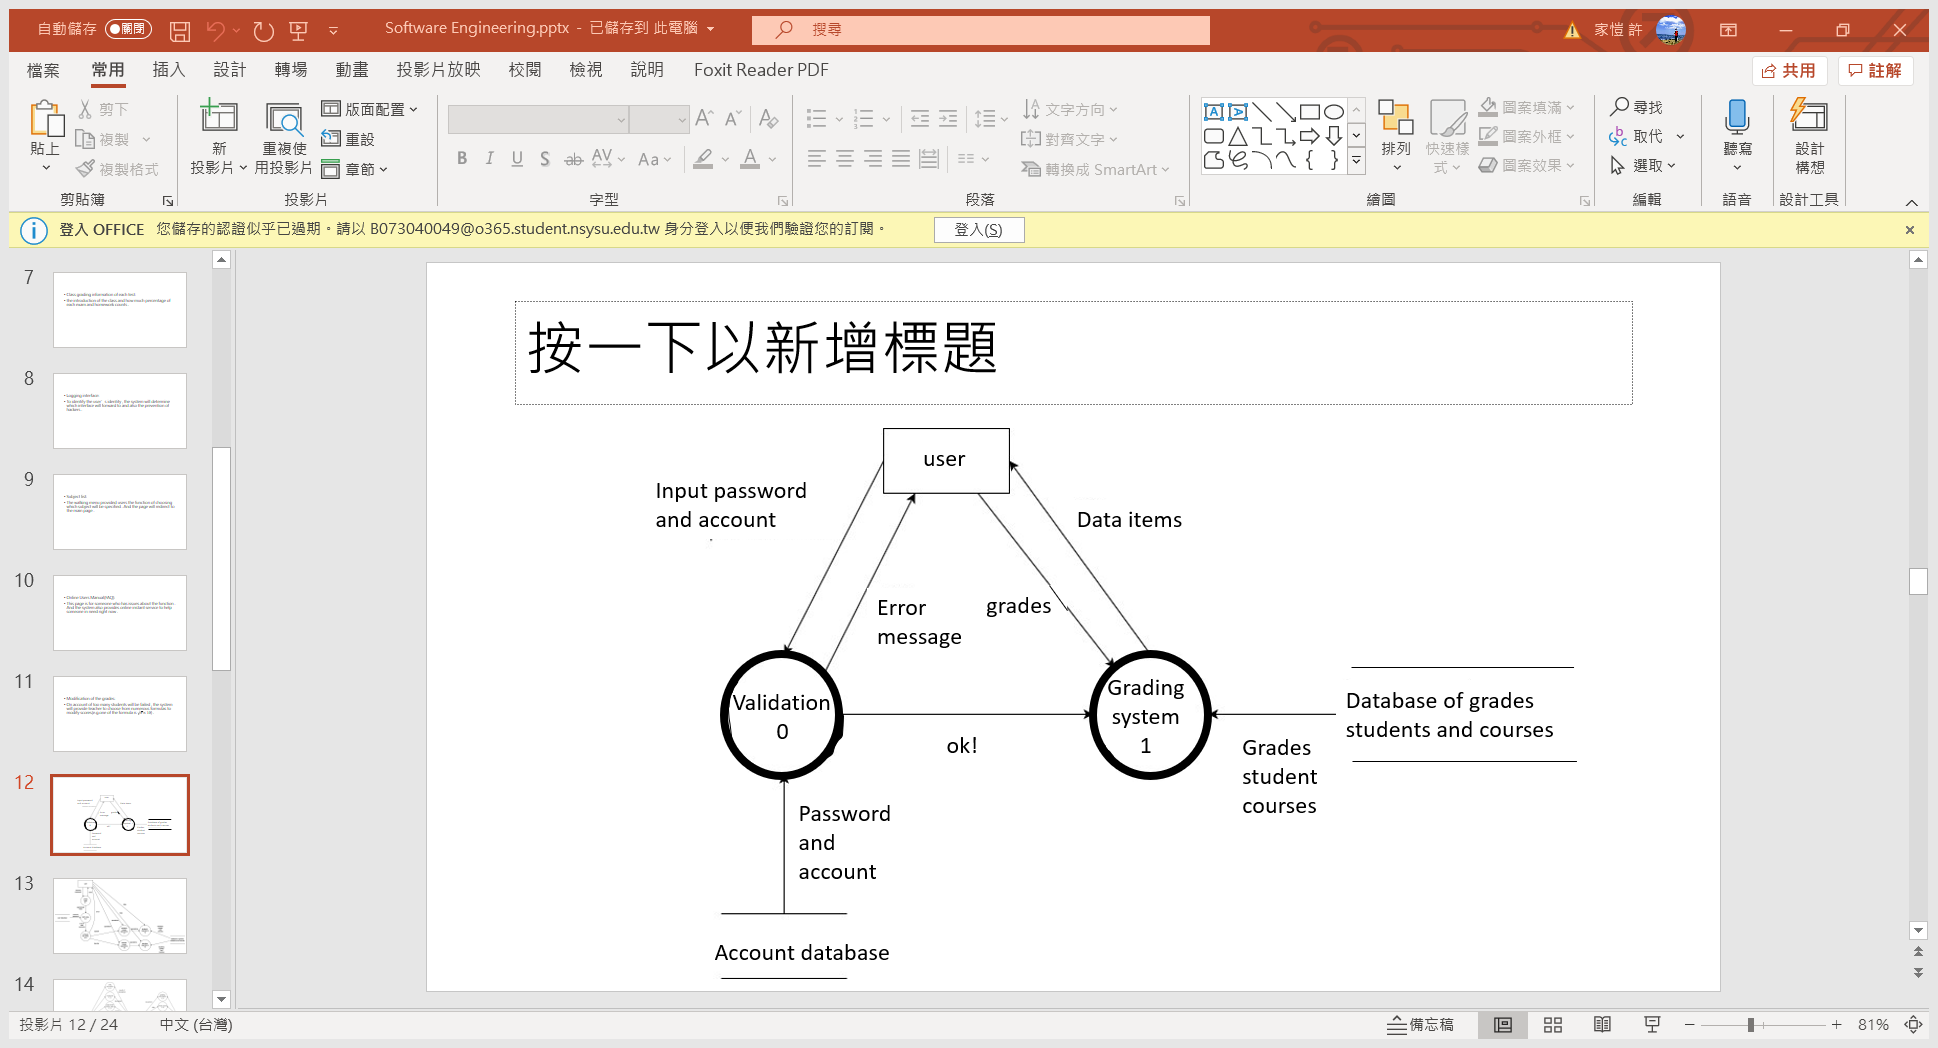 自動儲存 關閉
Software Engineering.pptx - 已儲存到 此電腦
搜尋
家愷 許
檔案 常用 插入 設計 轉場 動畫 投影片放映 校閱 檢視 說明 Foxit Reader PDF
共用 註解
貼上
剪下
複製
複製格式
剪貼簿
新
投影片
重複使
用投影片
版面配置
重設
章節
投影片
B I U S ab AV Aa A
字型
文字方向
對齊文字
轉換成 SmartArt
段落
排列
快速樣
式
圖案填滿
圖案外框
圖案效果
繪圖
尋找
取代
選取
編輯
聽寫
語音
設計
構想
設計工具
登入 OFFICE 您儲存的認證似乎已過期。請以 B073040049@o365.student.nsysu.edu.tw 身分登入以便我們驗證您的訂閱。
登入(S)
7
8
9
10
11
12
13
14
按一下以新增標題
user
Input password
and account
Data items
Error
message
grades
Validation
0
Grading
system
1
ok!
Database of grades
students and courses
Grades
student
courses
Password
and
account
Account database
投影片 12 / 24 中文 (台灣)
備忘稿
81%